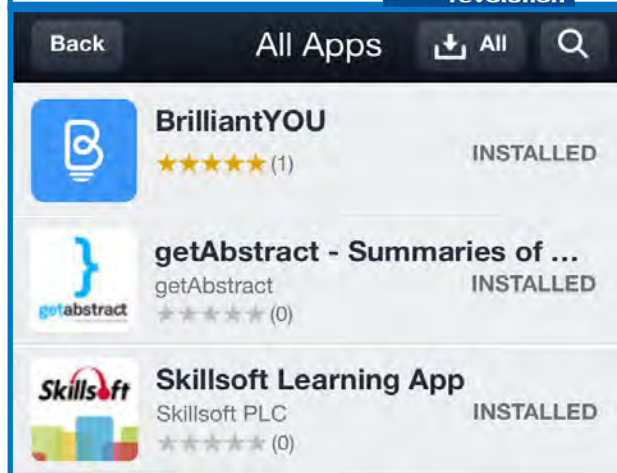 Back
All Apps
All
BrilliantYOU
(1)
INSTALLED
getAbstract - Summaries of ...
getAbstract
INSTALLED
(0)
getabstract
Skillsoft
Skillsoft Learning App
Skillsoft PLC
INSTALLED
(0)